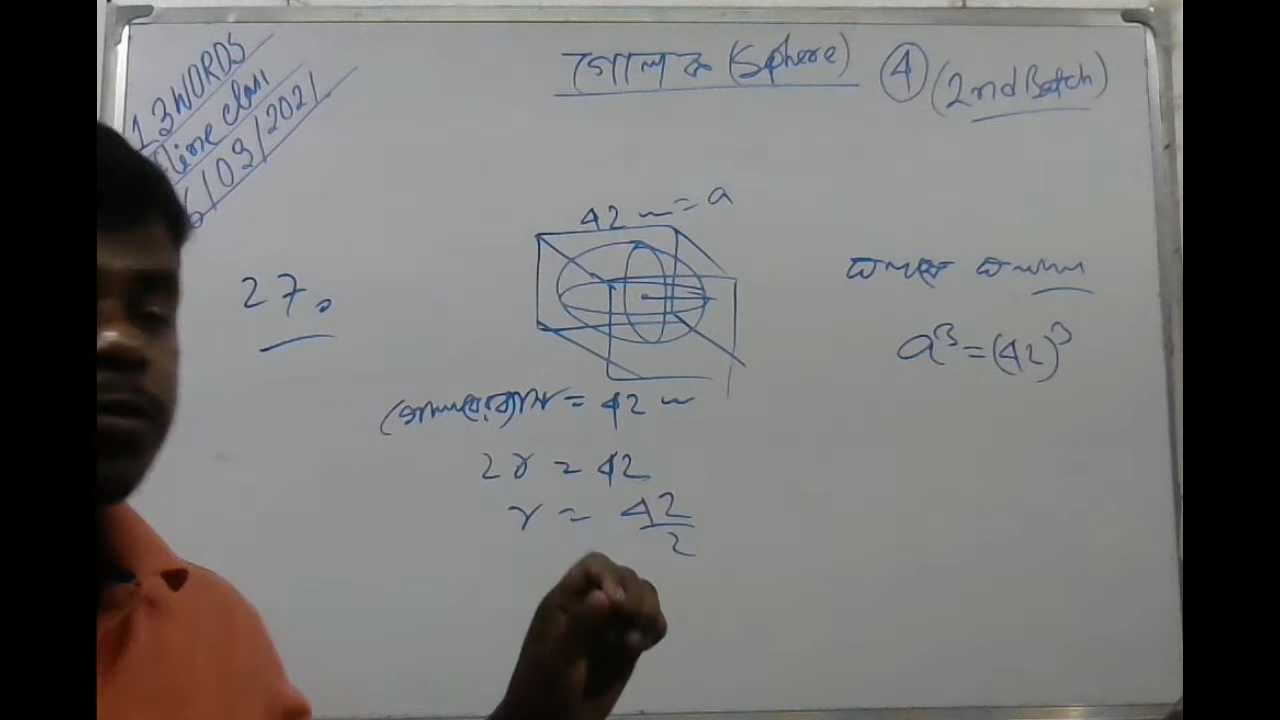 গোলক (Sphere) ④ (2nd Batch)
13 WORDS
line class
/03/2021
42 = a
27.
a³ = (42)³
= 42
2r = 42
r = 42/2